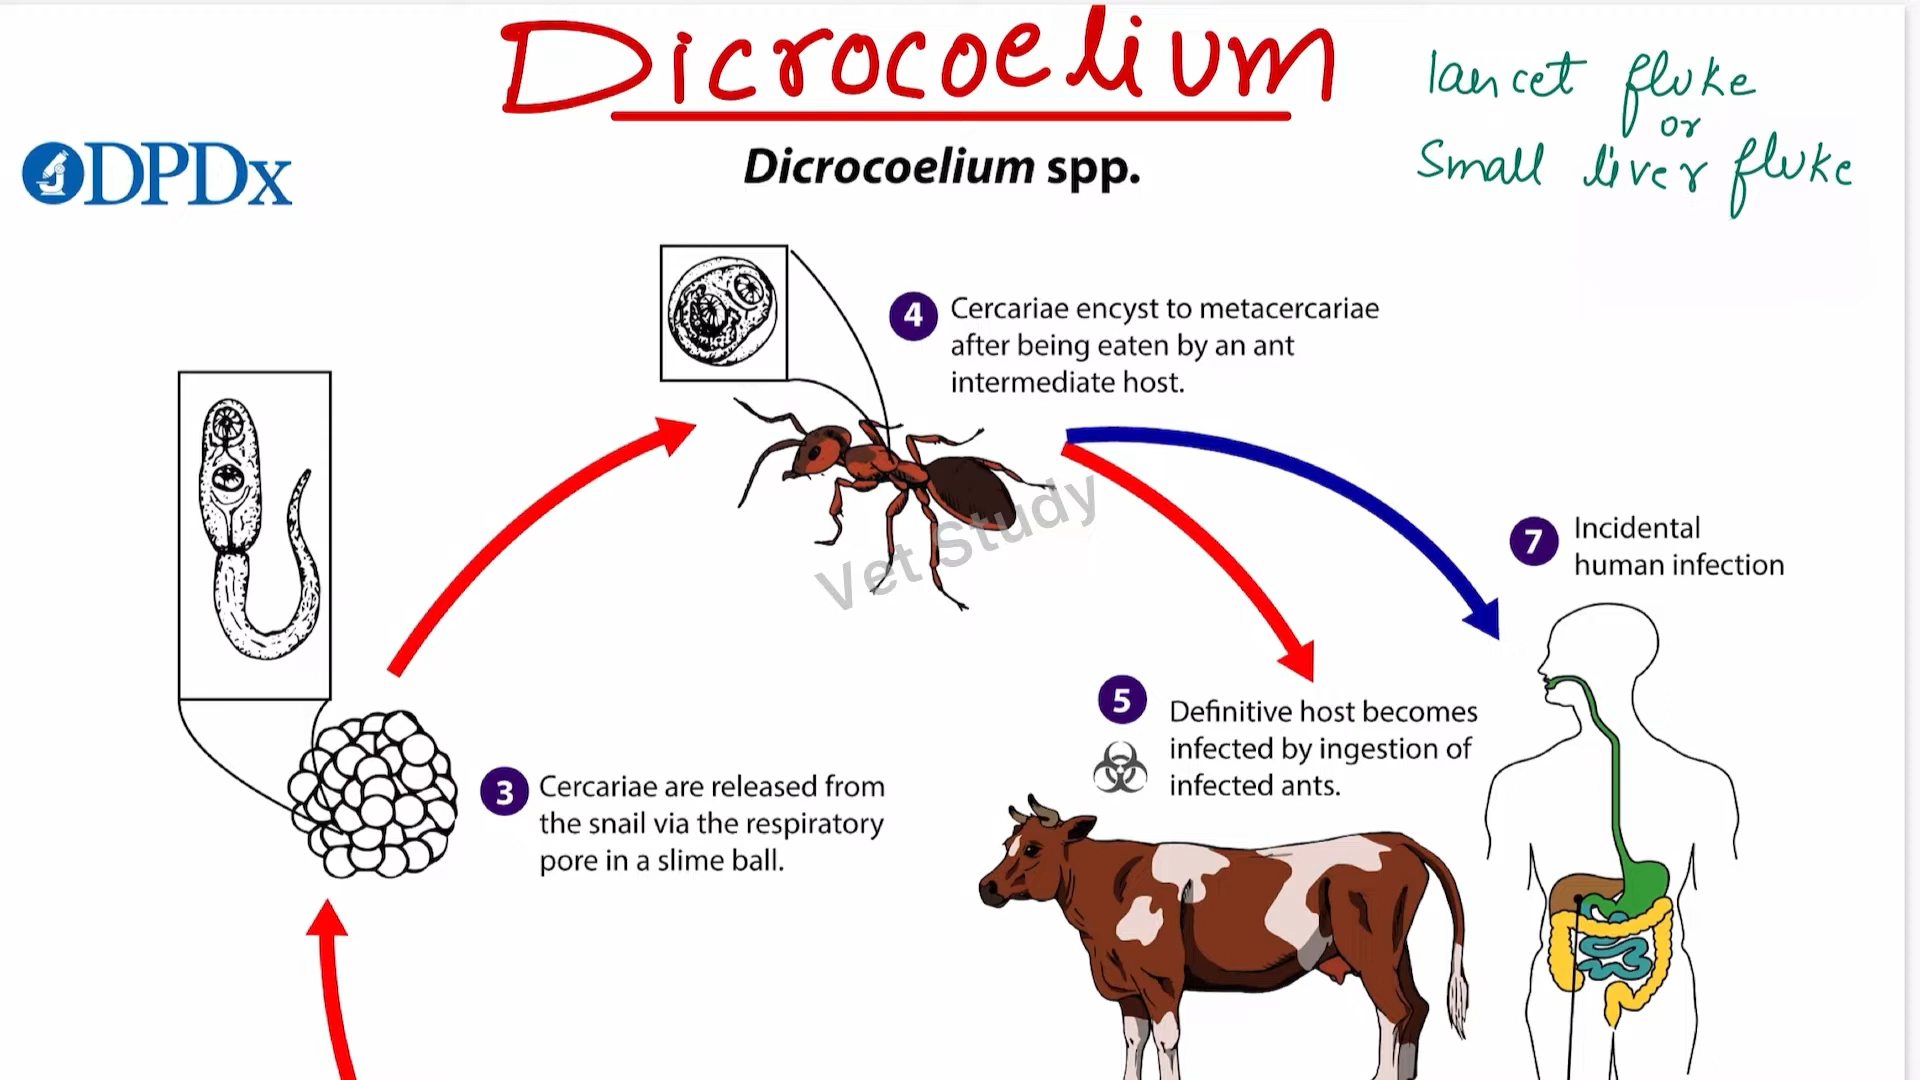 Dicrocoelium
lancet fluke
or
Small liver fluke
DPDx
Dicrocoelium spp.
4 Cercariae encyst to metacercariae
after being eaten by an ant
intermediate host.
Vet Study
7 Incidental
human infection
5 Definitive host becomes
infected by ingestion of
infected ants.
3 Cercariae are released from
the snail via the respiratory
pore in a slime ball.